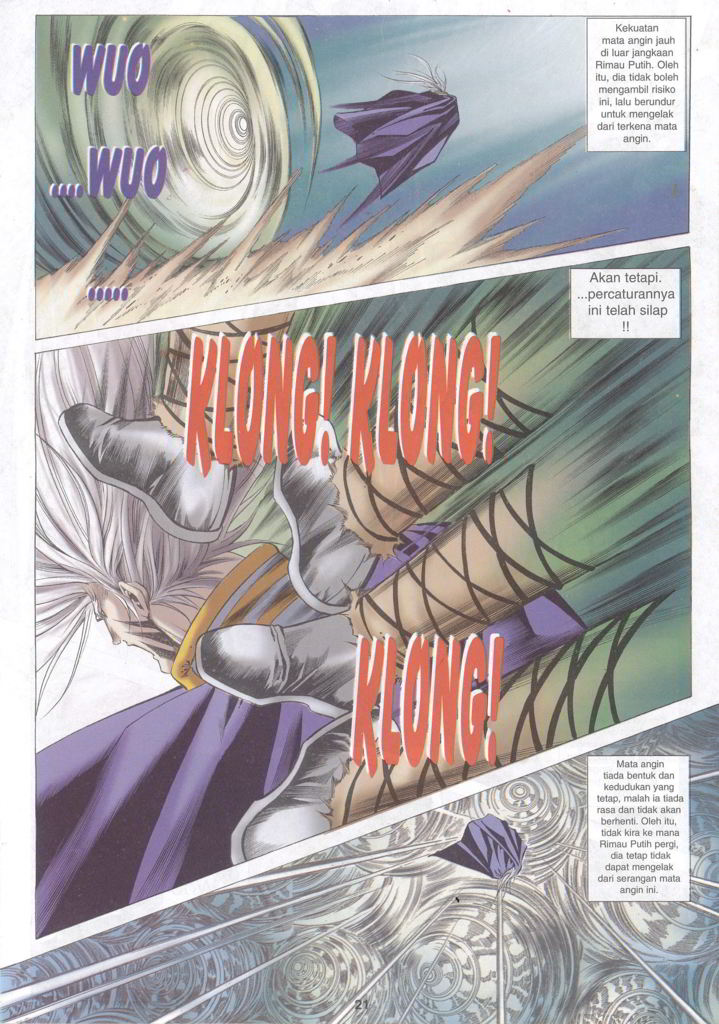 WUO
....WUO
.....
Kekuatan
mata angin jauh
di luar jangkaan
Rimau Putih. Oleh
itu, dia tidak boleh
mengambil risiko
ini, lalu berundur
untuk mengelak
dari terkena mata
angin.
Akan tetapi.
...percaturannya
ini telah silap
!!
KLONG! KLONG!
KLONG!
Mata angin
tiada bentuk dan
kedudukan yang
tetap, malah ia tiada
rasa dan tidak akan
berhenti. Oleh itu,
tidak kira ke mana
Rimau Putih pergi,
dia tetap tidak
dapat mengelak
dari serangan mata
angin ini.
21